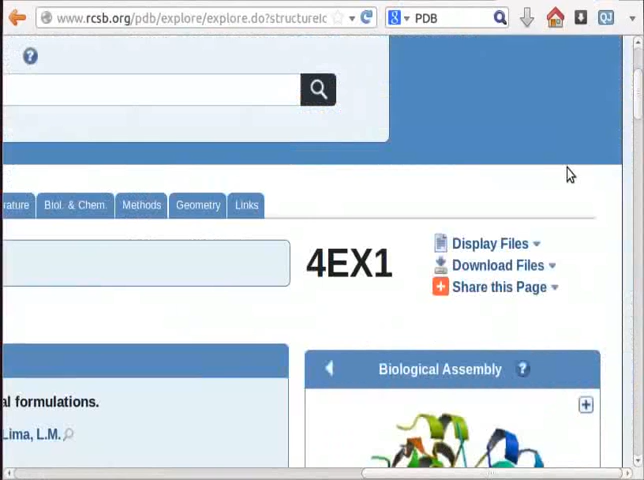 www.rcsb.org/pdb/explore/explore.do?structureIc
PDB
rature
Biol. & Chem.
Methods
Geometry
Links
4EX1
Display Files
Download Files
Share this Page
Biological Assembly
al formulations.
Lima, L.M.